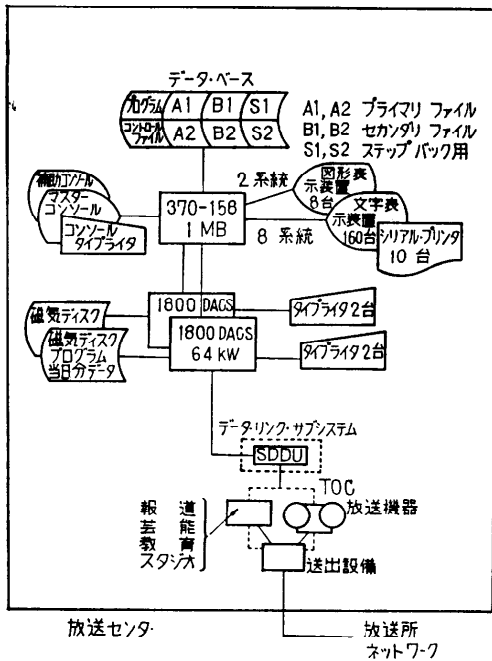 データ・ベース
プログラム A1 B1 S1
コントロールファイル A2 B2 S2
A1, A2 プライマリ ファイル
B1, B2 セカンダリ ファイル
S1, S2 ステップ バック用
補助コンソール
マスターコンソール
コンソールタイプライタ
370-158
1 MB
2 系統
図形表示装置
8台
8 系統
文字表示装置
160台
シリアル・プリンタ
10 台
磁気ディスク
磁気ディスク
プログラム
当日分データ
1800 DACS
1800 DACS
64 kW
タイプライタ 2台
タイプライタ 2台
データ・リンク・サブシステム
SDDU
TOC
報道
芸能
教育
スタジオ
放送機器
送出設備
放送センタ
放送所
ネットワーク